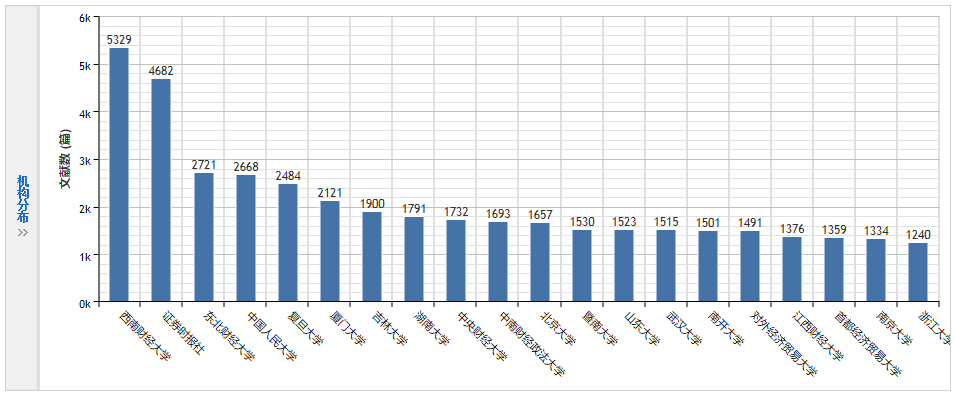 机构分布
>>
文献数 (篇)
6k
5k
4k
3k
2k
1k
0k
5329
4682
2721
2668
2484
2121
1900
1791
1732
1693
1657
1530
1523
1515
1501
1491
1376
1359
1334
1240
西南财经大学
证券时报社
东北财经大学
中国人民大学
复旦大学
厦门大学
吉林大学
湖南大学
中央财经大学
中南财经政法大学
北京大学
暨南大学
山东大学
武汉大学
南开大学
对外经济贸易大学
江西财经大学
首都经济贸易大学
南京大学
浙江大